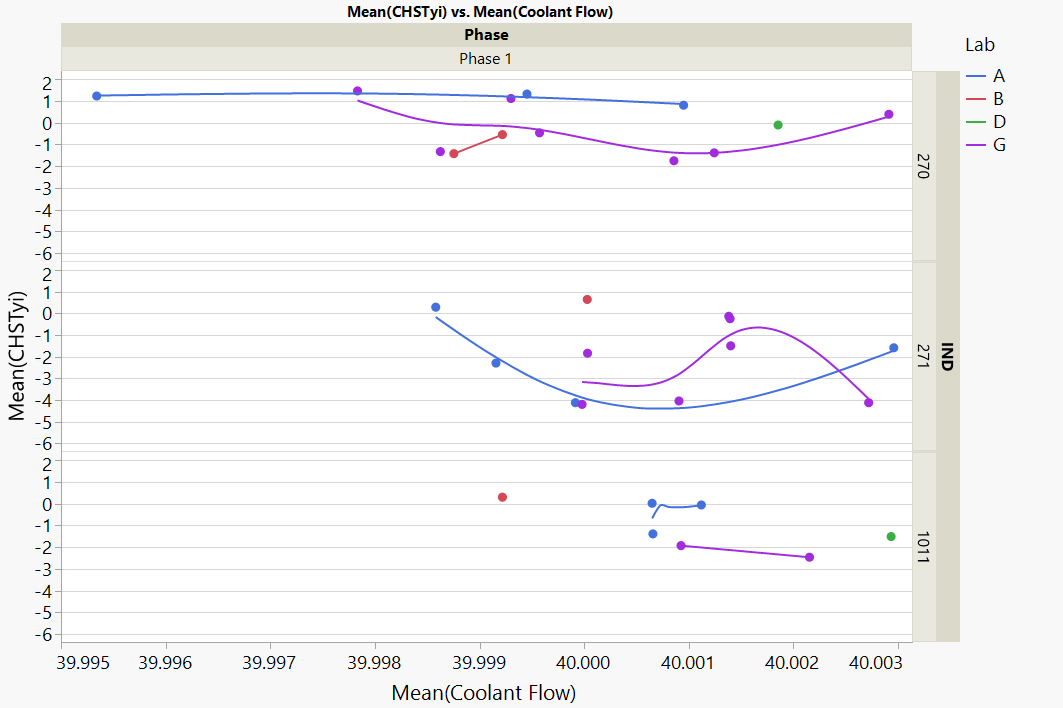 Mean(CHSTyi) vs. Mean(Coolant Flow)
Phase
Phase 1
Lab
A
B
D
G
Mean(CHSTyi)
2
1
0
-1
-2
-3
-4
-5
-6
270
2
1
0
-1
-2
-3
-4
-5
-6
271
IND
2
1
0
-1
-2
-3
-4
-5
-6
1011
39.995 39.996 39.997 39.998 39.999 40.000 40.001 40.002 40.003
Mean(Coolant Flow)